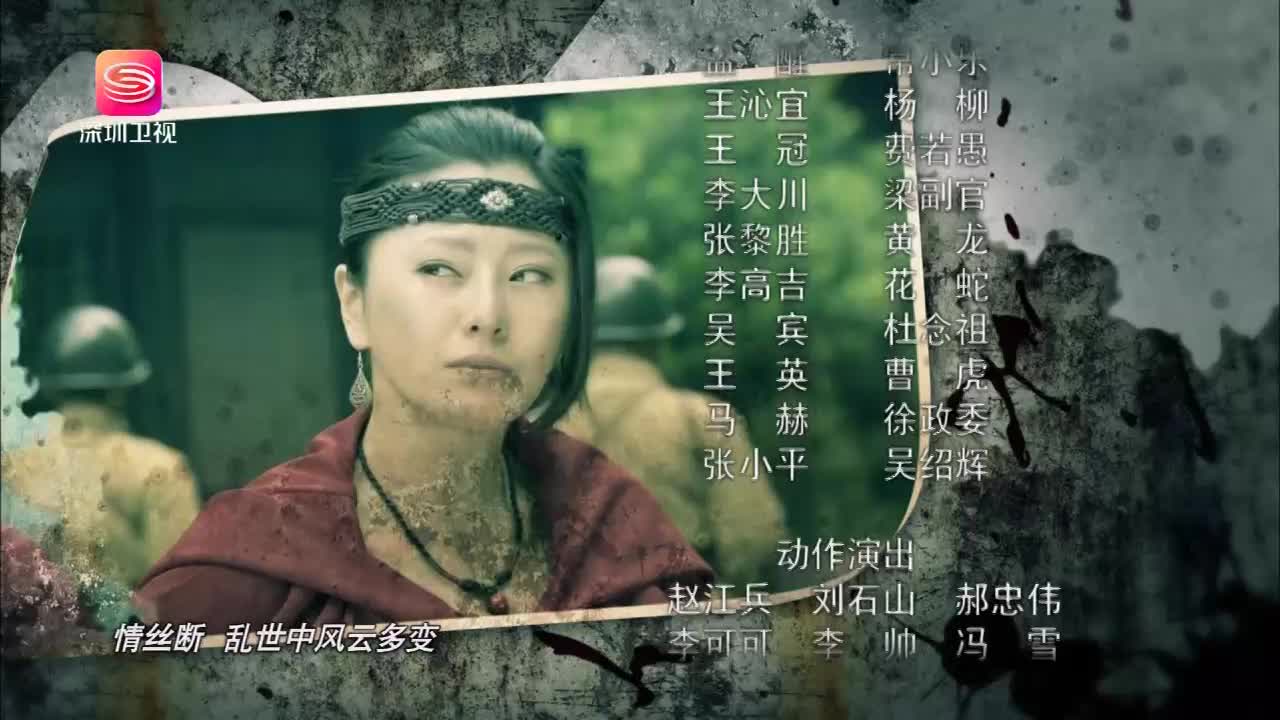 深圳卫视
王沁宜 杨柳
王冠 费若愚
李大川 梁副官
张黎胜 黄龙
李高吉 花蛇
吴宾 杜念祖
王英 曹虎
马赫 徐政委
张小平 吴绍辉
动作演出
赵江兵 刘石山 郝忠伟
李可可 李帅 冯雪
情丝断 乱世中风云多变